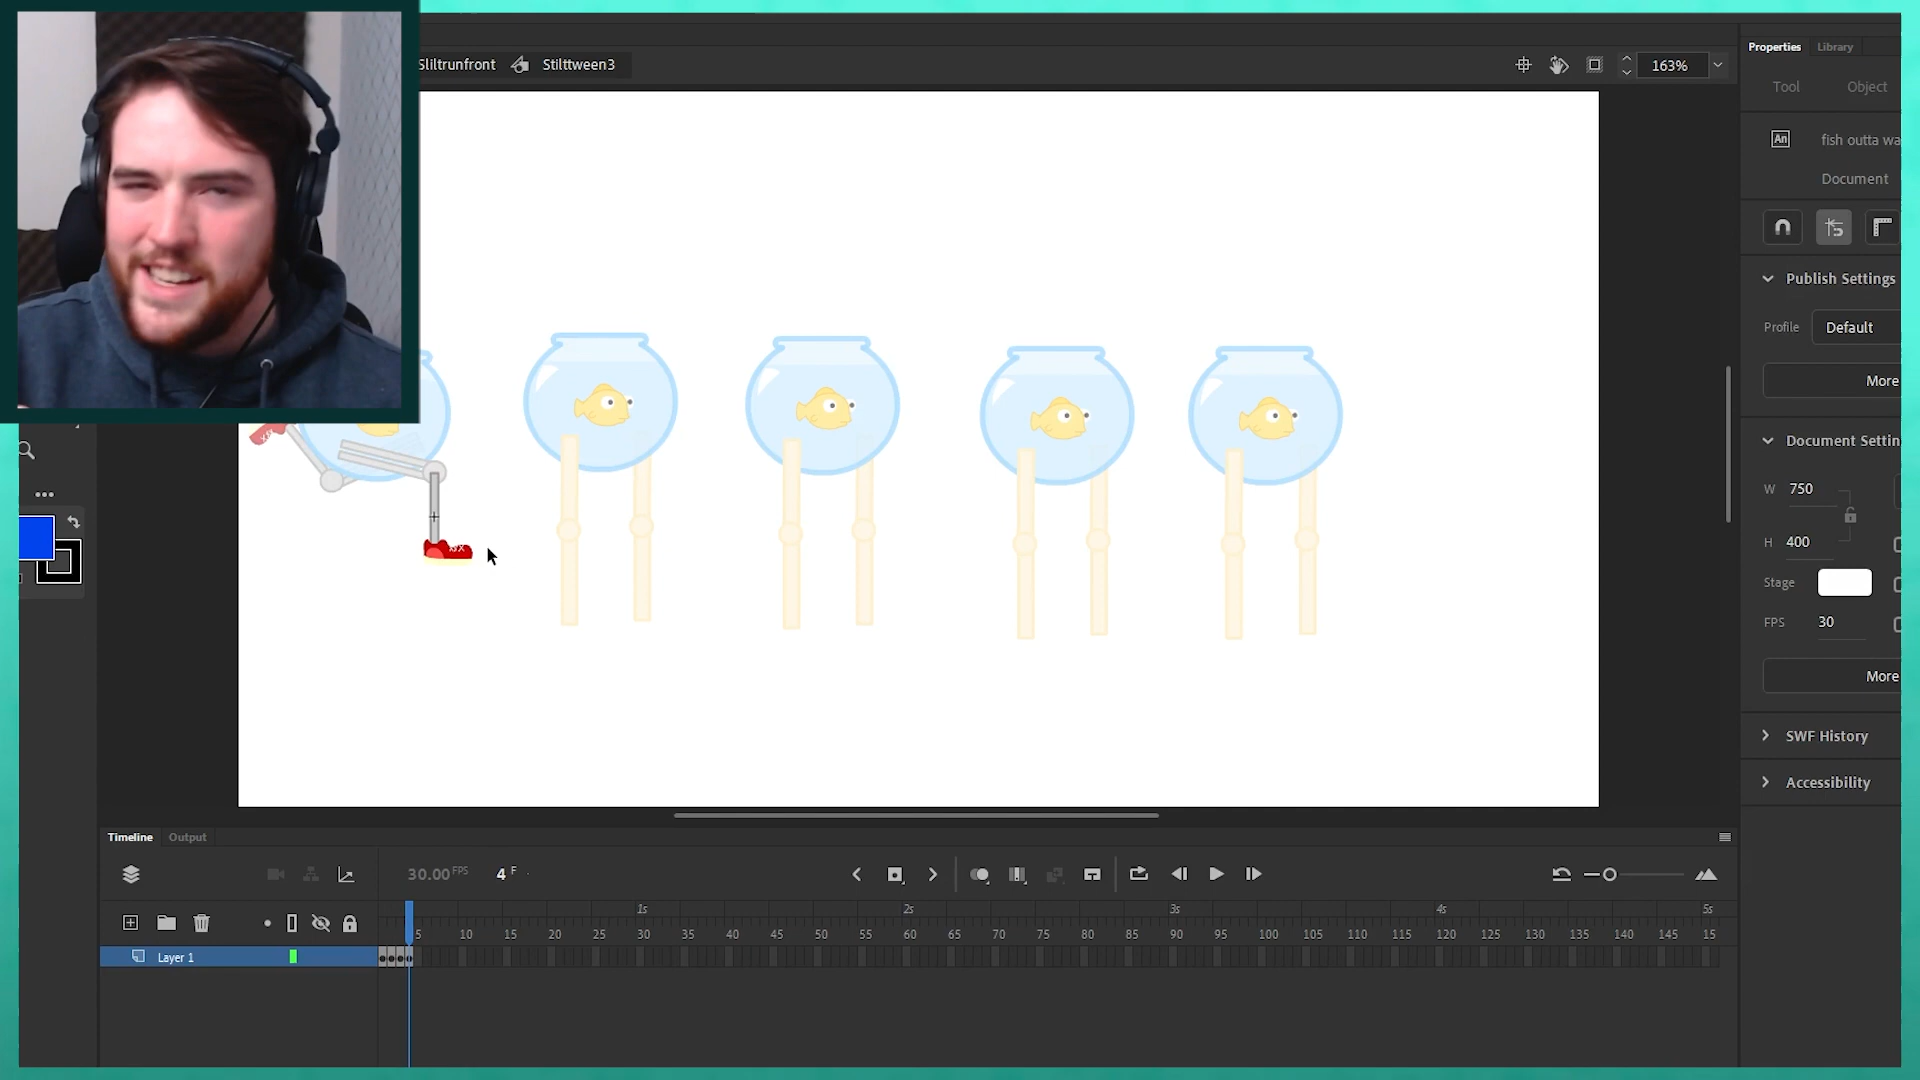 Properties Library
Sliltrunfront Stilttween3 163%
Tool Object
An fish outta wa
Document
Publish Settings
Profile Default
More
Document Settin
W 750
H 400
Stage
FPS 30
More
SWF History
Accessibility
Timeline Output
30.00 FPS 4 F
1s 2s 3s 4s 5s
5 10 15 20 25 30 35 40 45 50 55 60 65 70 75 80 85 90 95 100 105 110 115 120 125 130 135 140 145 15
Layer 1